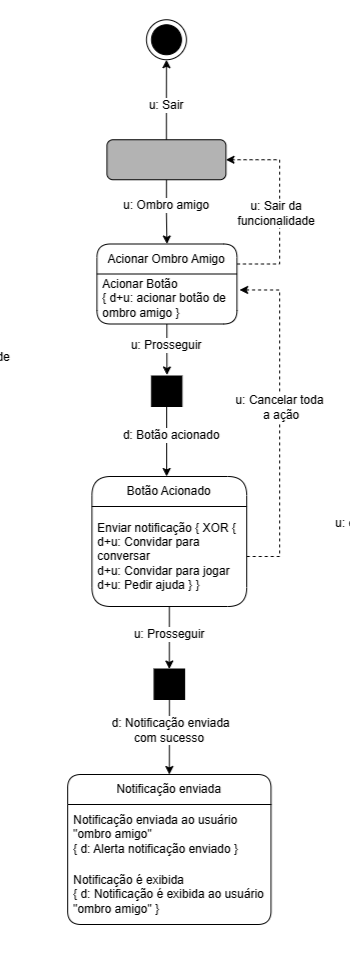 u: Sair
u: Ombro amigo
u: Sair da
funcionalidade
Acionar Ombro Amigo
Acionar Botão
{ d+u: acionar botão de
ombro amigo }
u: Prosseguir
de
u: Cancelar toda
a ação
d: Botão acionado
Botão Acionado
Enviar notificação { XOR {
d+u: Convidar para
conversar
d+u: Convidar para jogar
d+u: Pedir ajuda } }
u:
u: Prosseguir
d: Notificação enviada
com sucesso
Notificação enviada
Notificação enviada ao usuário
"ombro amigo"
{ d: Alerta notificação enviado }
Notificação é exibida
{ d: Notificação é exibida ao usuário
"ombro amigo" }